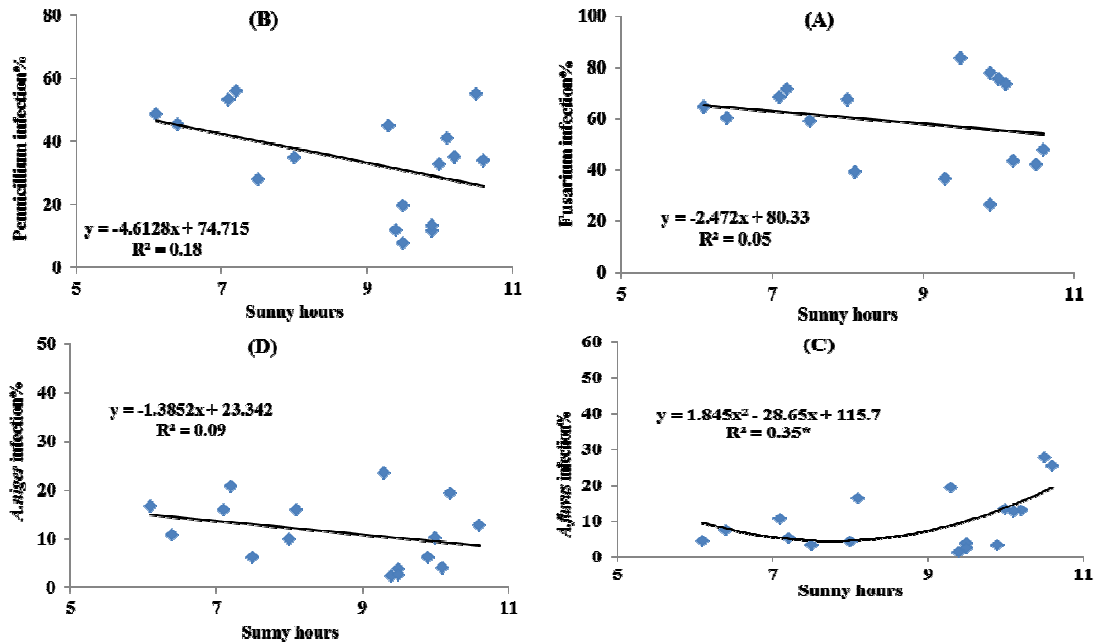 (B)
80
60
40
20
0
Pennicillium infection%
y = -4.6128x + 74.715
R² = 0.18
5 7 9 11
Sunny hours
(A)
100
80
60
40
20
0
Fusarium infection%
y = -2.472x + 80.33
R² = 0.05
5 7 9 11
Sunny hours
(D)
50
40
30
20
10
0
A.niger infection%
y = -1.3852x + 23.342
R² = 0.09
5 7 9 11
Sunny hours
(C)
60
50
40
30
20
10
0
A.flavus infection%
y = 1.845x² - 28.65x + 115.7
R² = 0.35*
5 7 9 11
Sunny hours